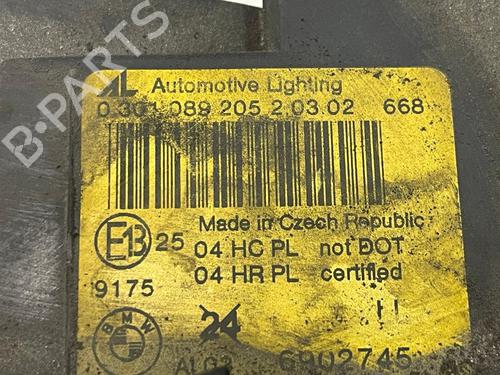 AL Automotive Lighting
0 301 089 205 2.03.02 668
Made in Czech Republic
E13 25 04 HC PL not DOT
04 HR PL certified
9175
24
BMW
6902745
B-PARTS